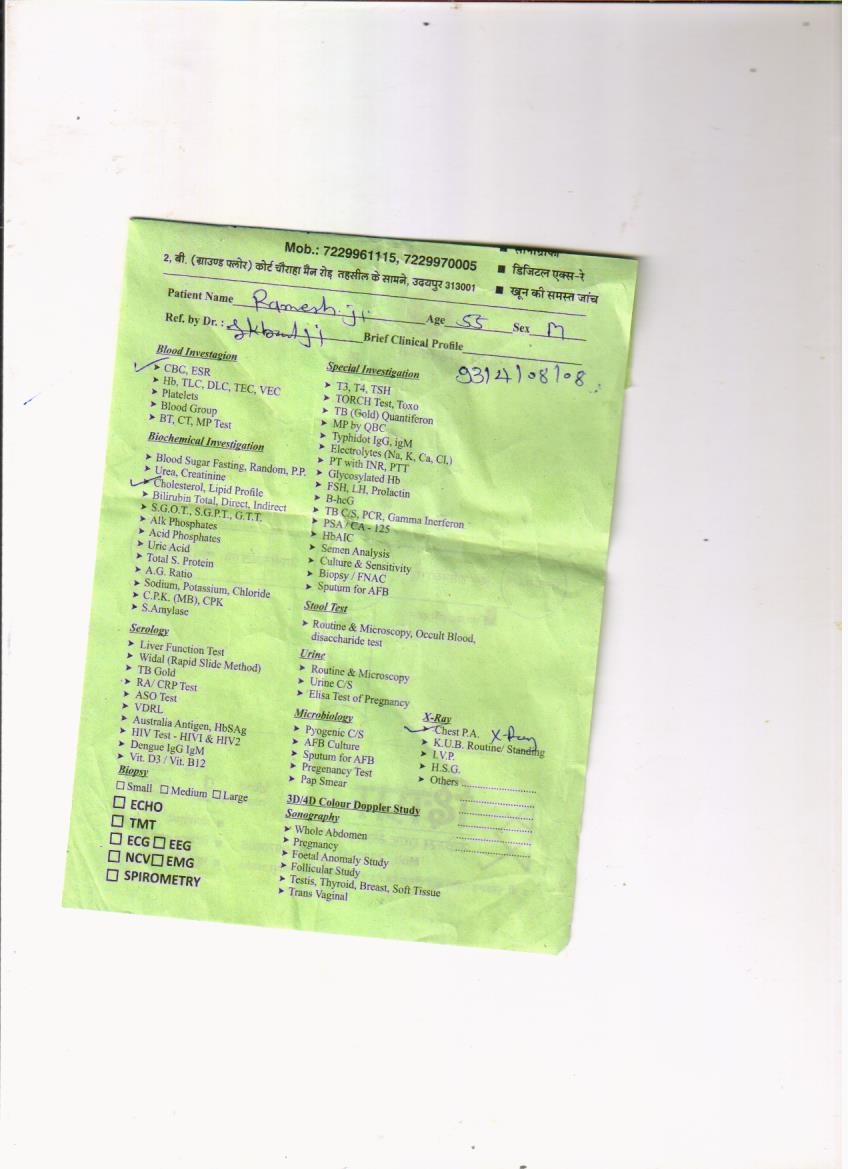 Mob.: 7229961115, 7229970005
2, बी. (ग्राउण्ड फ्लोर) कोर्ट चौराहा मैन रोड़ तहसील के सामने, उदयपुर 313001
■ सोनोग्राफी
■ डिजिटल एक्स-रे
■ खून की समस्त जांच
Patient Name Ramesh. ji. Age 55 Sex M
Ref. by Dr. : Brief Clinical Profile
93/4/08/08
Blood Investagion
➤ CBC, ESR
➤ Hb, TLC, DLC, TEC, VEC
➤ Platelets
➤ Blood Group
➤ BT, CT, MP Test
Biochemical Investigation
➤ Blood Sugar Fasting, Random, P.P.
➤ Urea, Creatinine
➤ Cholesterol, Lipid Profile
➤ Bilirubin Total, Direct, Indirect
➤ S.G.O.T., S.G.P.T., G.T.T.
➤ Alk Phosphates
➤ Acid Phosphates
➤ Uric Acid
➤ Total S. Protein
➤ A.G. Ratio
➤ Sodium, Potassium, Chloride
➤ C.P.K. (MB), CPK
➤ S.Amylase
Serology
➤ Liver Function Test
➤ Widal (Rapid Slide Method)
➤ TB Gold
➤ RA/ CRP Test
➤ ASO Test
➤ VDRL
➤ Australia Antigen, HbSAg
➤ HIV Test - HIVI & HIV2
➤ Dengue IgG IgM
➤ Vit. D3 / Vit. B12
Biopsy
☐ Small ☐ Medium ☐ Large
☐ ECHO
☐ TMT
☐ ECG ☐ EEG
☐ NCV ☐ EMG
☐ SPIROMETRY
Special Investigation
➤ T3, T4, TSH
➤ TORCH Test, Toxo
➤ TB (Gold) Quantiferon
➤ MP by QBC
➤ Typhidot IgG, igM
➤ Electrolytes (Na, K, Ca, Cl,)
➤ PT with INR, PTT
➤ Glycosylated Hb
➤ FSH, LH, Prolactin
➤ B-hcG
➤ TB C/S, PCR, Gamma Inerferon
➤ PSA / CA - 125
➤ HbAIC
➤ Semen Analysis
➤ Culture & Sensitivity
➤ Biopsy / FNAC
➤ Sputum for AFB
Stool Test
➤ Routine & Microscopy, Occult Blood,
disaccharide test
Urine
➤ Routine & Microscopy
➤ Urine C/S
➤ Elisa Test of Pregnancy
Microbiology
➤ Pyogenic C/S
➤ AFB Culture
➤ Sputum for AFB
➤ Pregenancy Test
➤ Pap Smear
X-Ray
➤ Chest P.A. X-Ray
➤ K.U.B. Routine/ Standing
➤ I.V.P.
➤ H.S.G.
➤ Others
3D/4D Colour Doppler Study
Sonography
➤ Whole Abdomen
➤ Pregnancy
➤ Foetal Anomaly Study
➤ Follicular Study
➤ Testis, Thyroid, Breast, Soft Tissue
➤ Trans Vaginal